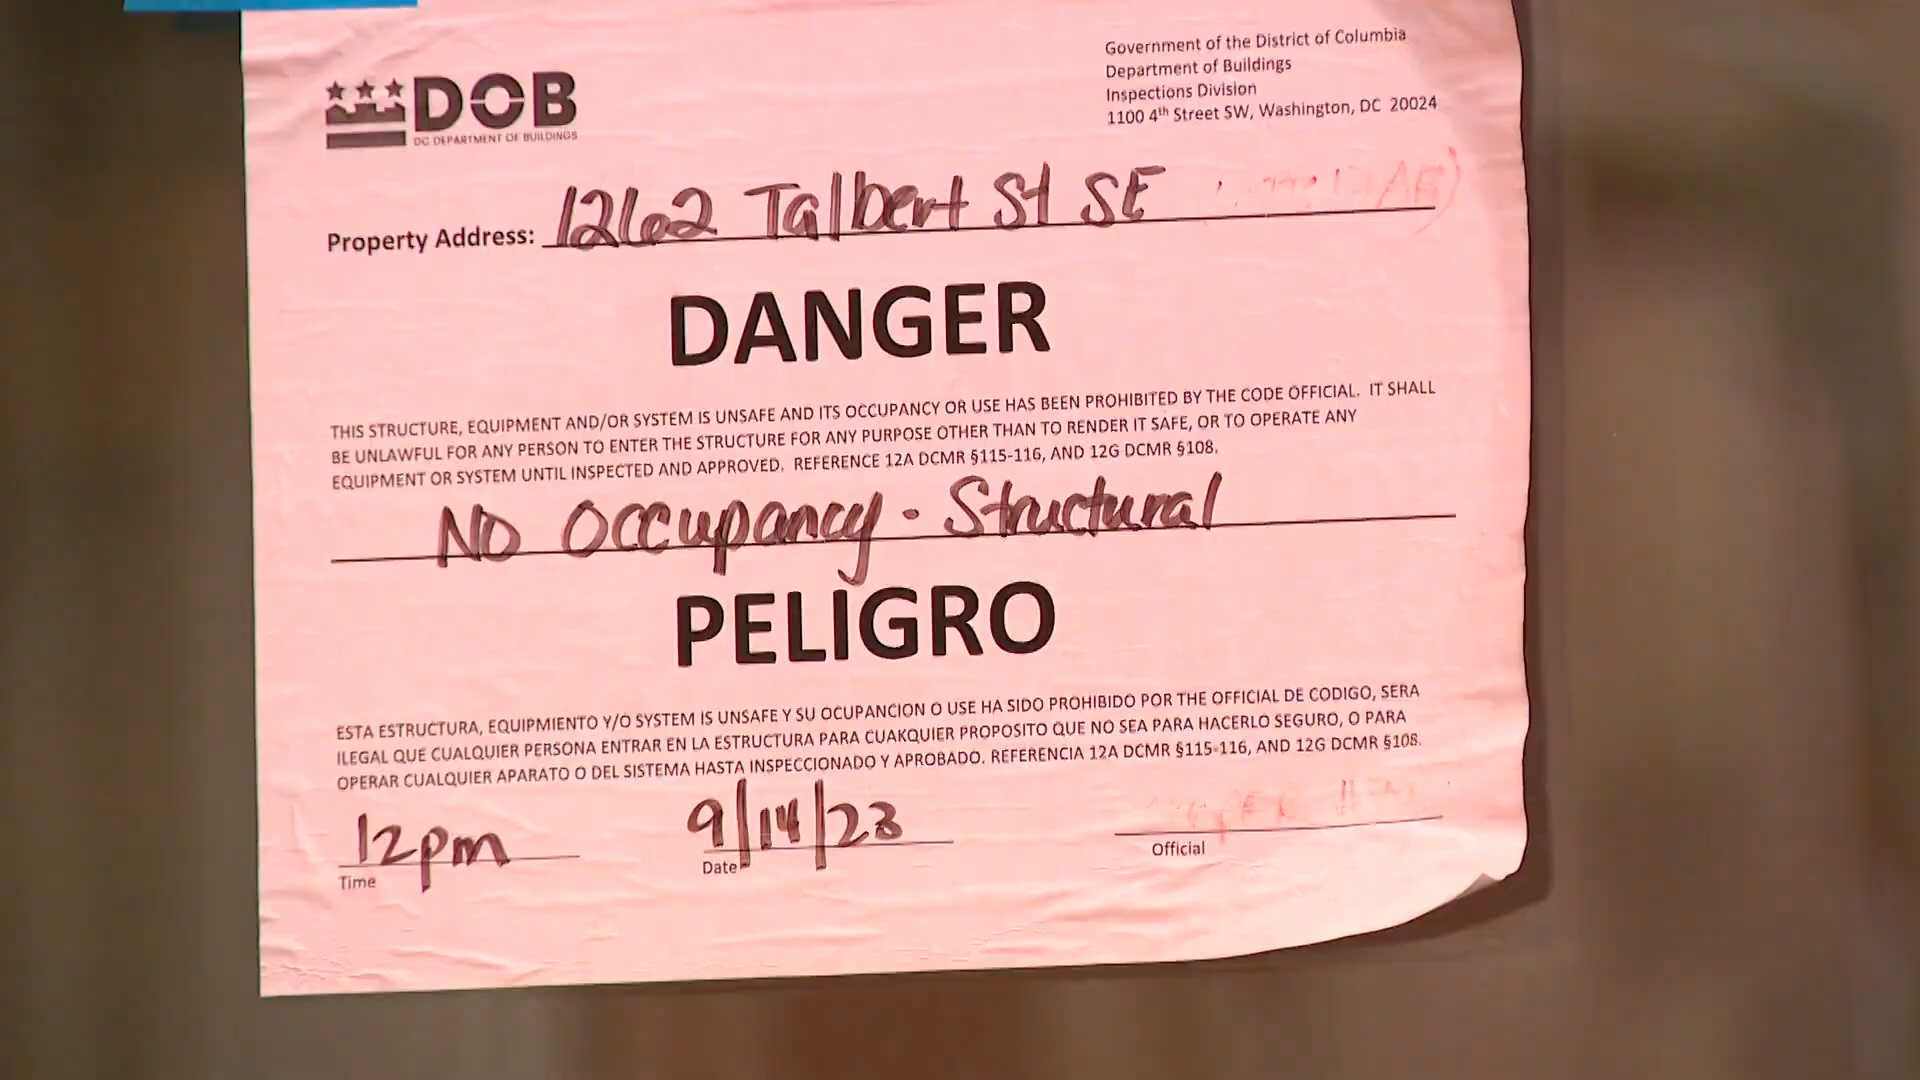 DOB
DC DEPARTMENT OF BUILDINGS
Government of the District of Columbia
Department of Buildings
Inspections Division
1100 4th Street SW, Washington, DC 20024
Property Address: 1262 Talbert St SE
DANGER
THIS STRUCTURE, EQUIPMENT AND/OR SYSTEM IS UNSAFE AND ITS OCCUPANCY OR USE HAS BEEN PROHIBITED BY THE CODE OFFICIAL. IT SHALL
BE UNLAWFUL FOR ANY PERSON TO ENTER THE STRUCTURE FOR ANY PURPOSE OTHER THAN TO RENDER IT SAFE, OR TO OPERATE ANY
EQUIPMENT OR SYSTEM UNTIL INSPECTED AND APPROVED. REFERENCE 12A DCMR §115-116, AND 12G DCMR §108.
No Occupancy - Structural
PELIGRO
ESTA ESTRUCTURA, EQUIPMIENTO Y/O SYSTEM IS UNSAFE Y SU OCUPANCION O USE HA SIDO PROHIBIDO POR THE OFFICIAL DE CODIGO, SERA
ILEGAL QUE CUALQUIER PERSONA ENTRAR EN LA ESTRUCTURA PARA CUAKQUIER PROPOSITO QUE NO SEA PARA HACERLO SEGURO, O PARA
OPERAR CUALQUIER APARATO O DEL SISTEMA HASTA INSPECCIONADO Y APROBADO. REFERENCIA 12A DCMR §115-116, AND 12G DCMR §108.
12pm 9/14/23
Time Date Official